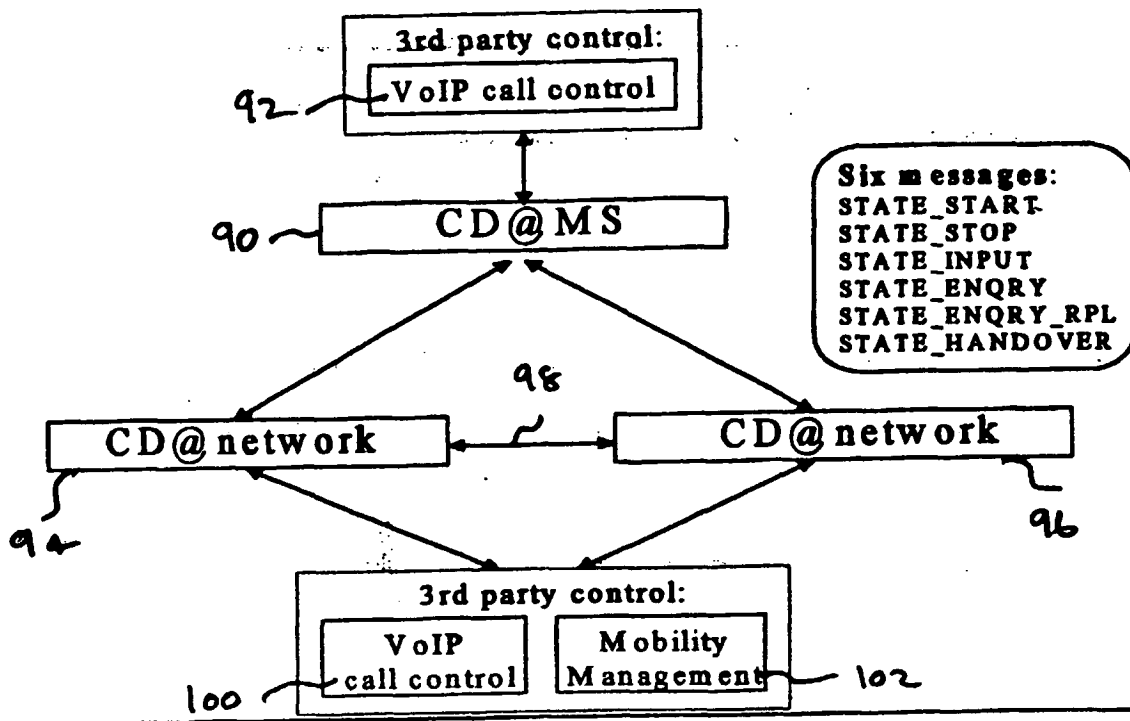 3rd party control:
VoIP call control
92
CD@MS
90
Six messages:
STATE_START
STATE_STOP
STATE_INPUT
STATE_ENQRY
STATE_ENQRY_RPL
STATE_HANDOVER
98
CD@network
CD@network
94
96
3rd party control:
VoIP
call control
Mobility
Management
100
102